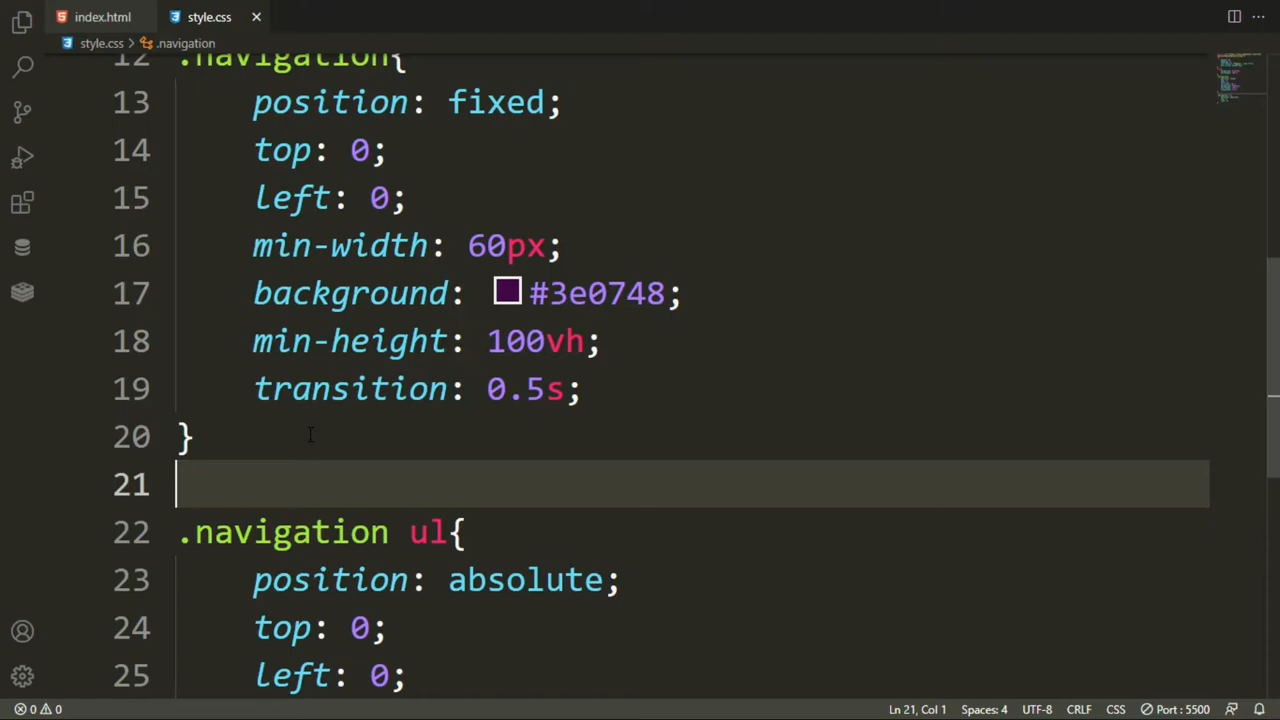 index.html
style.css
style.css > .navigation
12 .navigation{
13 position: fixed;
14 top: 0;
15 left: 0;
16 min-width: 60px;
17 background: #3e0748;
18 min-height: 100vh;
19 transition: 0.5s;
20 }
21
22 .navigation ul{
23 position: absolute;
24 top: 0;
25 left: 0;
0 0 Ln 21, Col 1 Spaces: 4 UTF-8 CRLF CSS Port : 5500